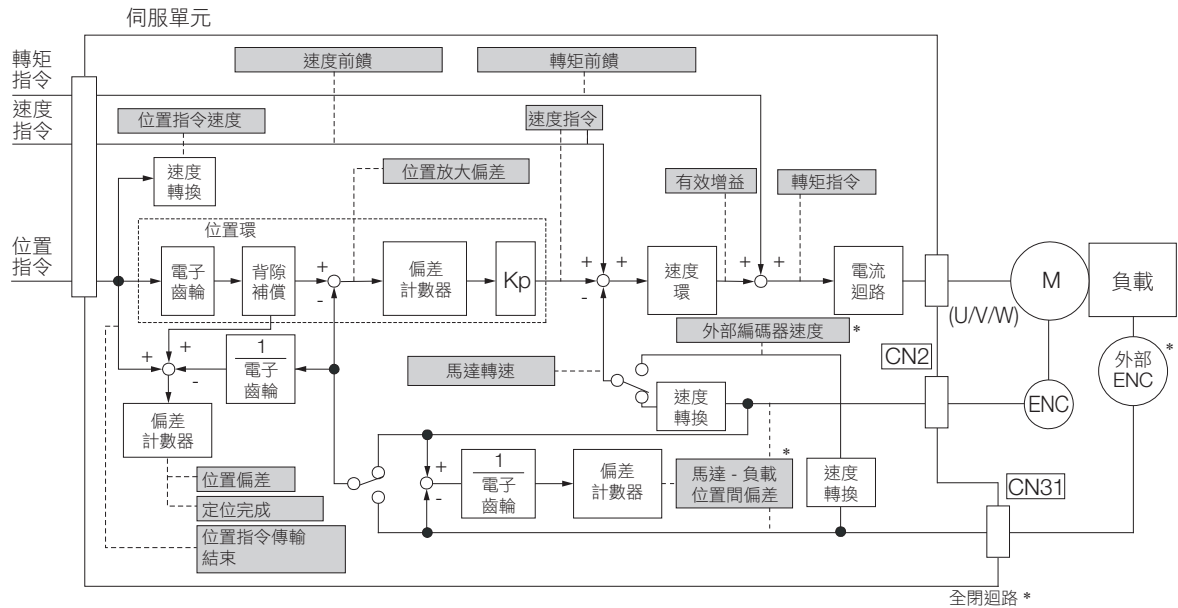 伺服單元
轉矩
指令
速度前饋
轉矩前饋
速度
指令
位置指令速度
速度指令
速度
轉換
位置放大偏差
有效增益
轉矩指令
位置
指令
位置環
電子
齒輪
背隙
補償
+
-
偏差
計數器
Kp
+
-
+
+
速度
環
+
+
電流
迴路
M
負載
(U/V/W)
外部編碼器速度 *
CN2
外部
ENC
*
+
+
-
1
電子
齒輪
馬達轉速
速度
轉換
ENC
偏差
計數器
位置偏差
定位完成
位置指令傳輸
結束
+
-
1
電子
齒輪
偏差
計數器
馬達 - 負載
位置間偏差
*
速度
轉換
CN31
全閉迴路 *